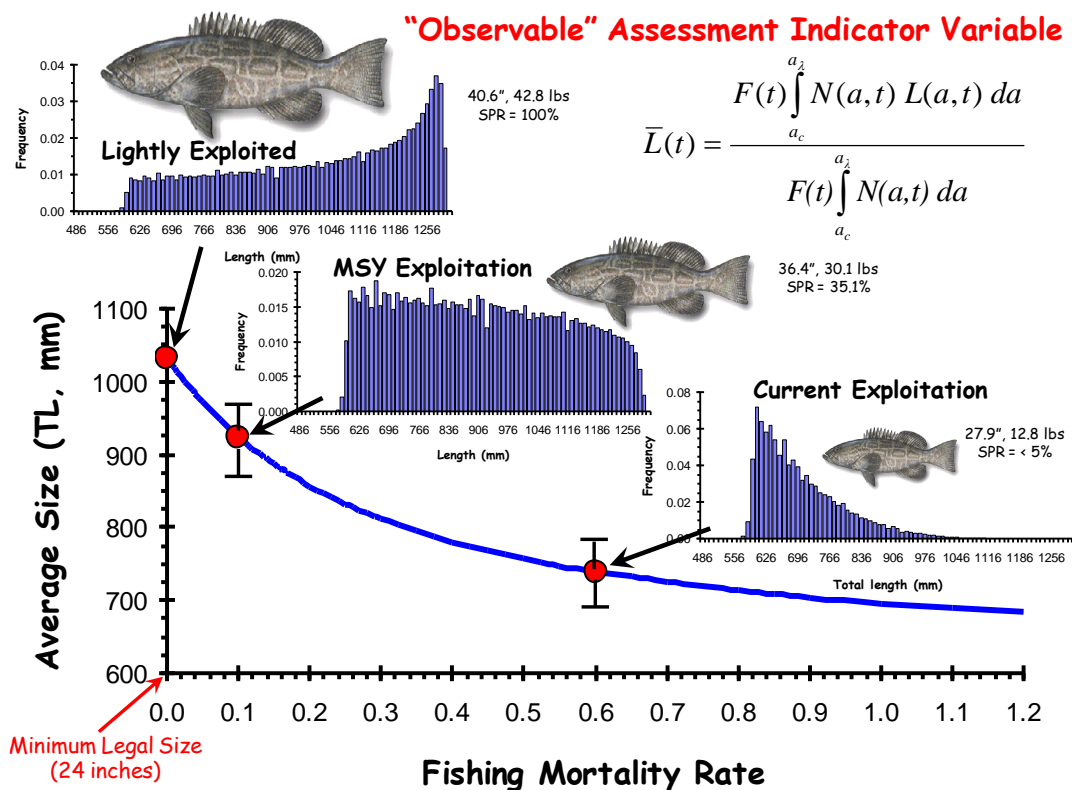 “Observable” Assessment Indicator Variable
0.04
0.03
0.02
0.01
0.00
Frequency
Lightly Exploited
40.6”, 42.8 lbs
SPR = 100%
486 556 626 696 766 836 906 976 1046 1116 1186 1256
Length (mm)
L̅(t) = F(t) ∫ₐ꜀^{a_λ} N(a,t) L(a,t) da / F(t) ∫ₐ꜀^{a_λ} N(a,t) da
MSY Exploitation
36.4”, 30.1 lbs
SPR = 35.1%
0.020
0.015
0.010
0.005
0.000
Frequency
486 556 626 696 766 836 906 976 1046 1116 1186 1256
Length (mm)
Current Exploitation
27.9”, 12.8 lbs
SPR = < 5%
0.08
0.06
0.04
0.02
0.00
Frequency
486 556 626 696 766 836 906 976 1046 1116 1186 1256
Total length (mm)
Average Size (TL, mm)
1100
1000
900
800
700
600
0.0 0.1 0.2 0.3 0.4 0.5 0.6 0.7 0.8 0.9 1.0 1.1 1.2
Minimum Legal Size
(24 inches)
Fishing Mortality Rate